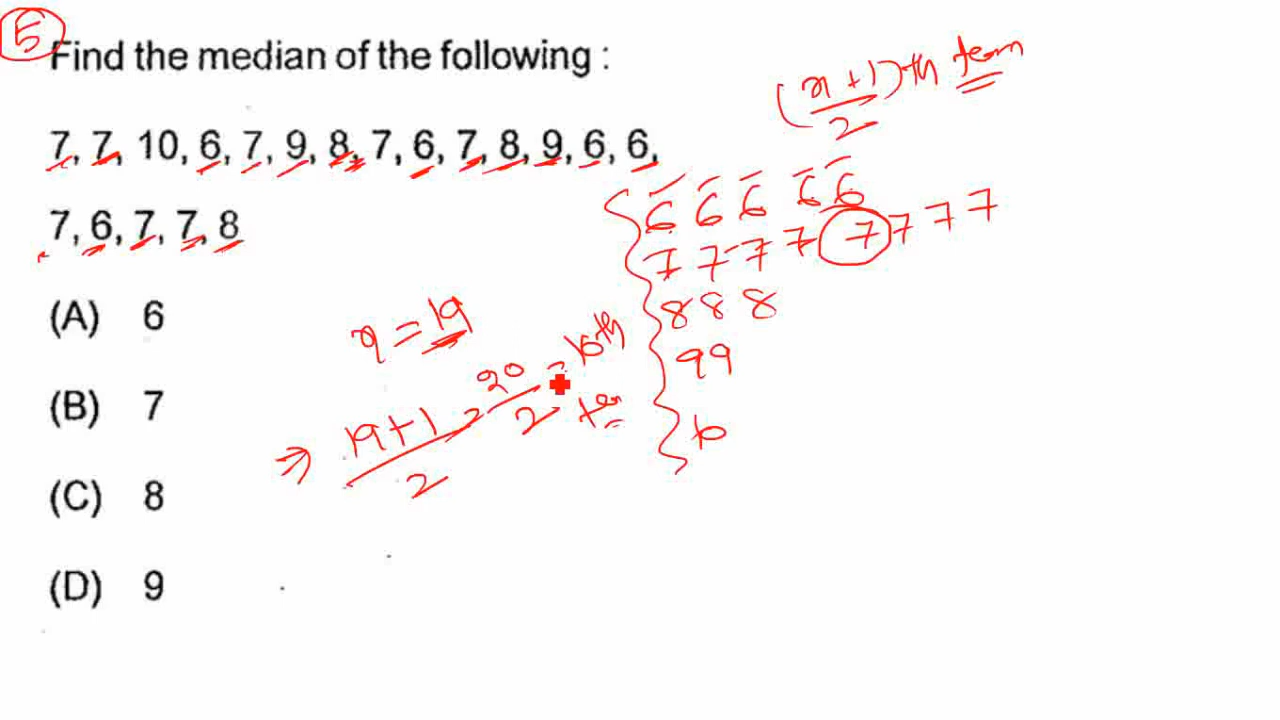 5
Find the median of the following :
(n+1/2)th term
7, 7, 10, 6, 7, 9, 8, 7, 6, 7, 8, 9, 6, 6,
7, 6, 7, 7, 8
6 6 6 6 6
7 7 7 7 7 7 7 7
8 8 8
9 9
10
(A) 6
n = 19
⇒ 19+1/2 = 20/2 = 10th term
(B) 7
(C) 8
(D) 9